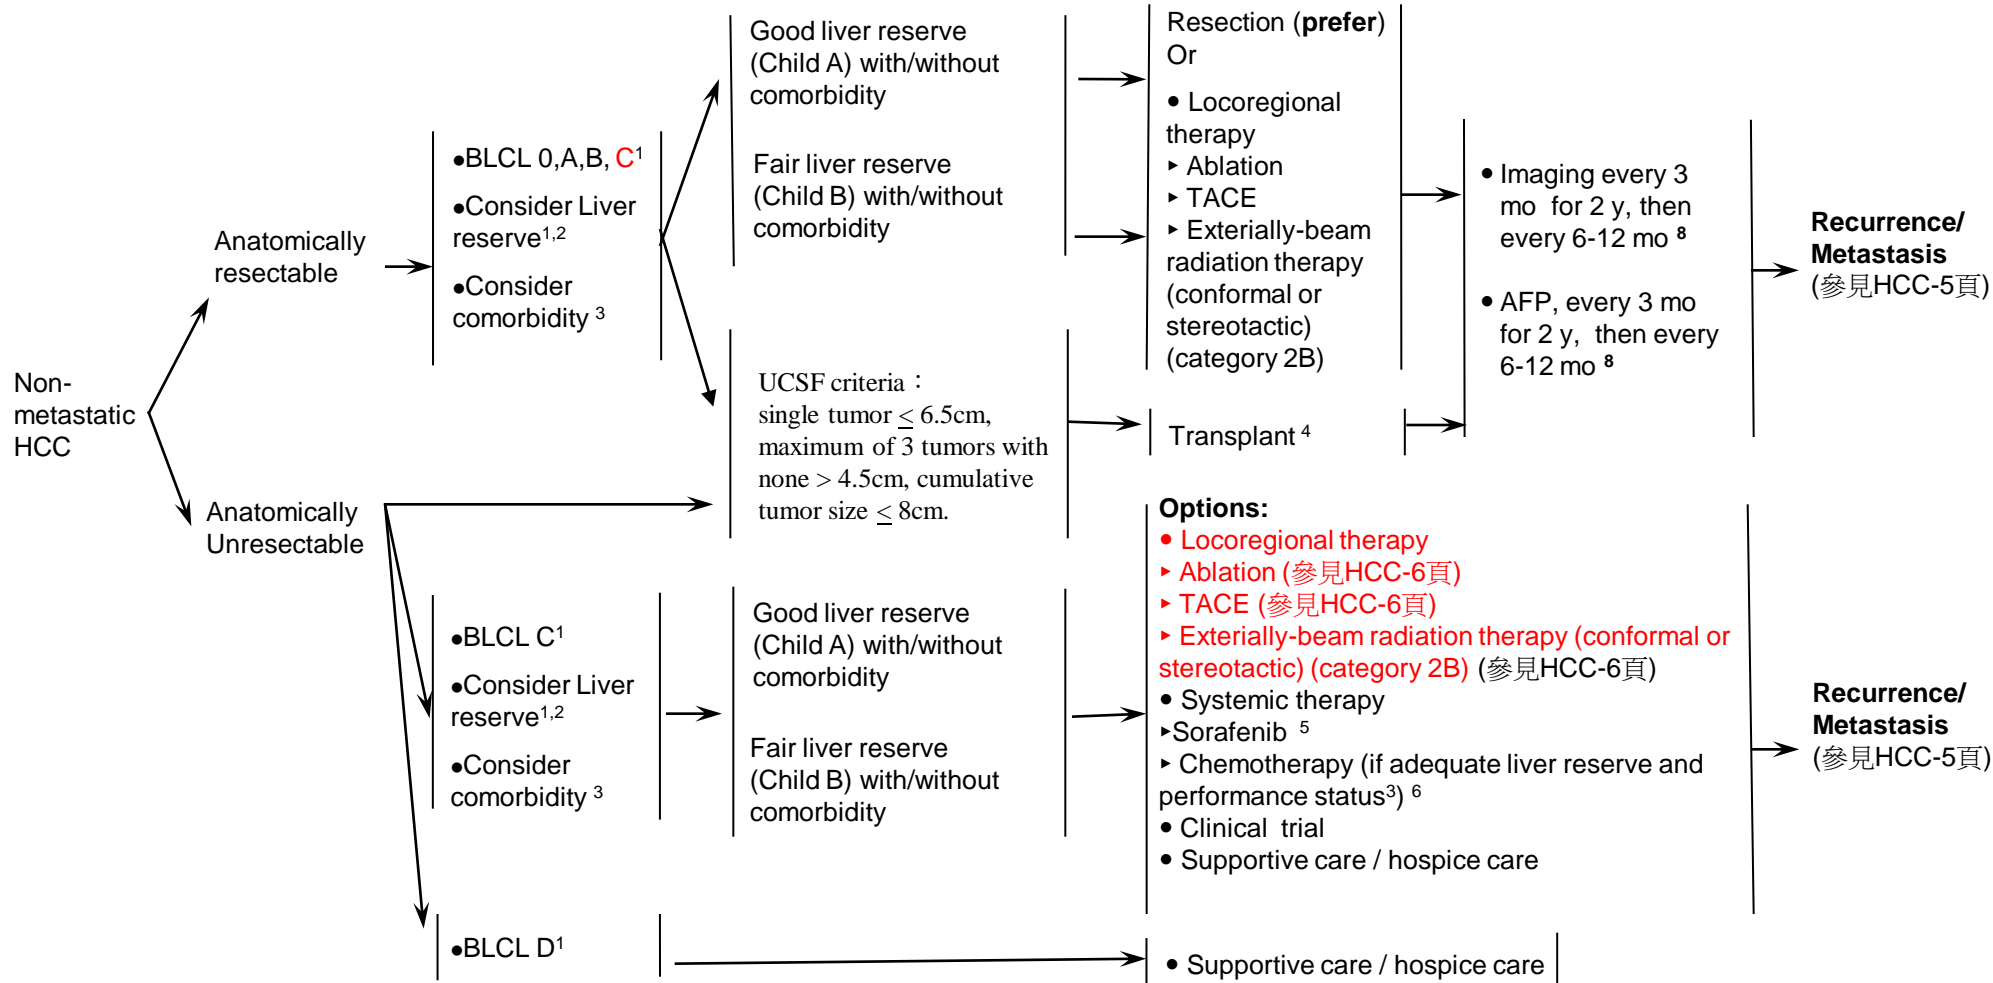 Non-
metastatic
HCC
Anatomically
resectable
Anatomically
Unresectable
●BLCL 0,A,B, C1
●Consider Liver
reserve1,2
●Consider
comorbidity 3
●BLCL C1
●Consider Liver
reserve1,2
●Consider
comorbidity 3
●BLCL D1
Good liver reserve
(Child A) with/without
comorbidity
Fair liver reserve
(Child B) with/without
comorbidity
UCSF criteria：
single tumor ≤ 6.5cm,
maximum of 3 tumors with
none > 4.5cm, cumulative
tumor size ≤ 8cm.
Good liver reserve
(Child A) with/without
comorbidity
Fair liver reserve
(Child B) with/without
comorbidity
Resection (prefer)
Or
● Locoregional
therapy
► Ablation
► TACE
► Exterially-beam
radiation therapy
(conformal or
stereotactic)
(category 2B)
Transplant 4
Options:
● Locoregional therapy
► Ablation (參見HCC-6頁)
► TACE (參見HCC-6頁)
► Exterially-beam radiation therapy (conformal or
stereotactic) (category 2B) (參見HCC-6頁)
● Systemic therapy
►Sorafenib 5
► Chemotherapy (if adequate liver reserve and
performance status3) 6
● Clinical trial
● Supportive care / hospice care
● Supportive care / hospice care
● Imaging every 3
mo for 2 y, then
every 6-12 mo 8
● AFP, every 3 mo
for 2 y, then every
6-12 mo 8
Recurrence/
Metastasis
(參見HCC-5頁)
Recurrence/
Metastasis
(參見HCC-5頁)